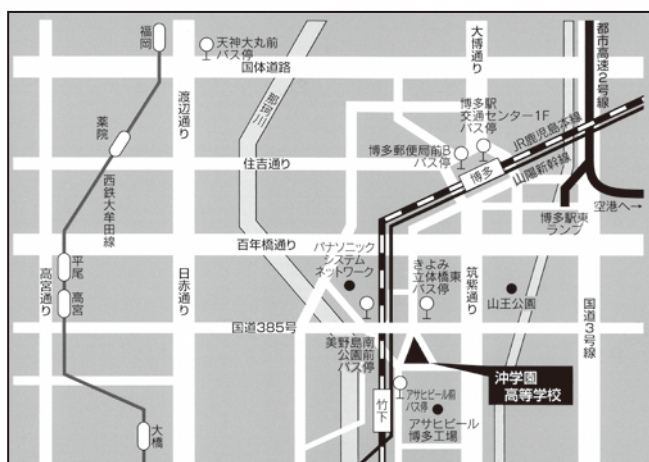 福岡
天神大丸前
バス停
国体道路
大博通り
都市高速2号線
渡辺通り
那珂川
博多駅
交通センター1F
バス停
JR鹿児島本線
薬院
住吉通り
博多郵便局前B
バス停
博多
山陽新幹線
西鉄大牟田線
博多駅東
ランプ
空港へ→
百年橋通り
パナソニック
システム
ネットワーク
きよみ
立体橋東
バス停
筑紫通り
平尾
高宮通り
高宮
日赤通り
山王公園
国道3号線
国道385号
美野島南
公園前
バス停
沖学園
高等学校
竹下
アサヒビール前
バス停
アサヒビール
博多工場
大橋